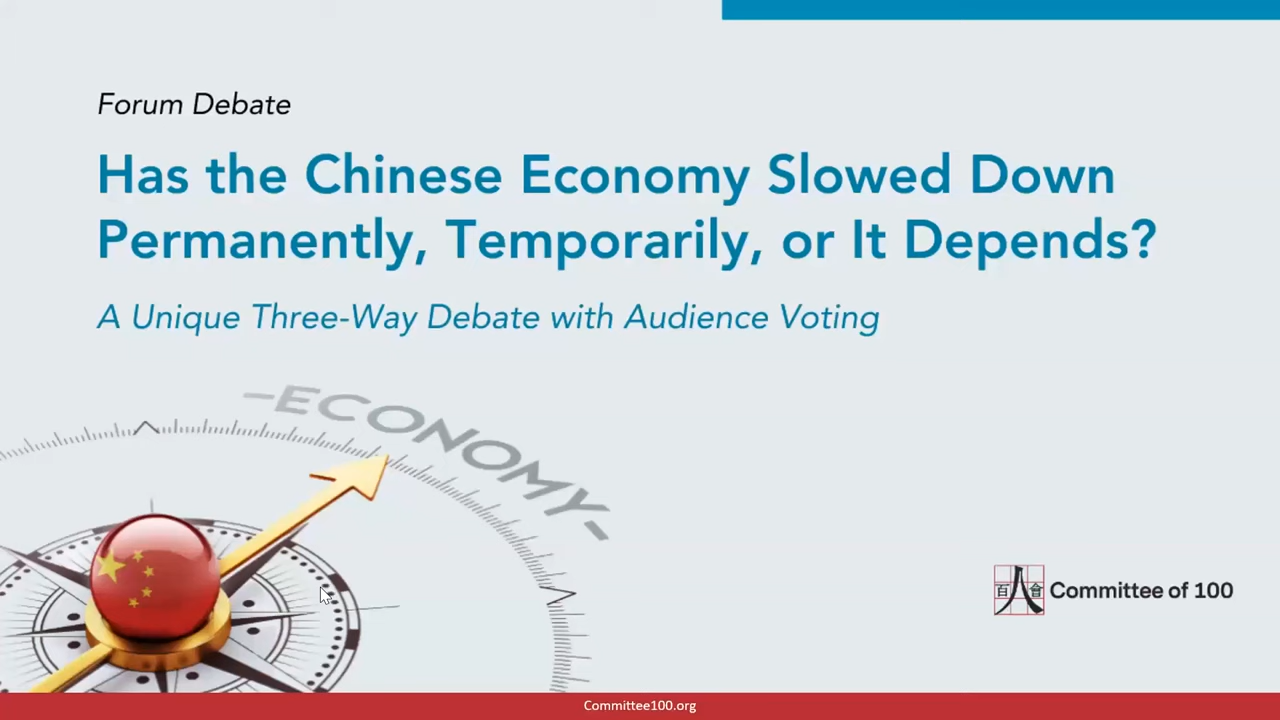 Forum Debate
Has the Chinese Economy Slowed Down
Permanently, Temporarily, or It Depends?
A Unique Three-Way Debate with Audience Voting
–ECONOMY–
百人會 Committee of 100
Committee100.org